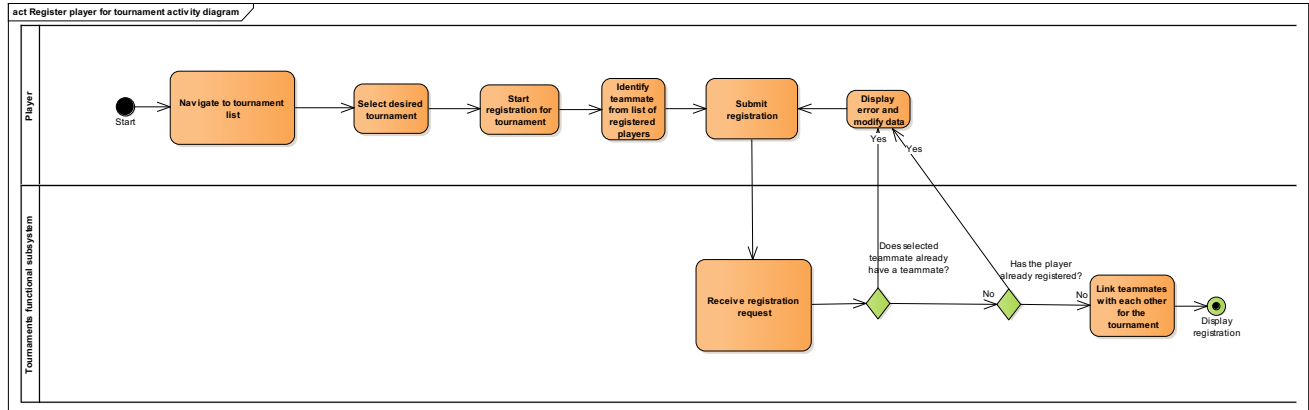 act Register player for tournament activity diagram
Player
Start
Navigate to tournament
list
Select desired
tournament
Start
registration for
tournament
Identify
teammate
from list of
registered
players
Submit
registration
Display
error and
modify data
Yes
Yes
Tournaments functional subsystem
Receive registration
request
Does selected
teammate already
have a teammate?
No
Has the player
already registered?
No
Link teammates
with each other
for the
tournament
Display
registration